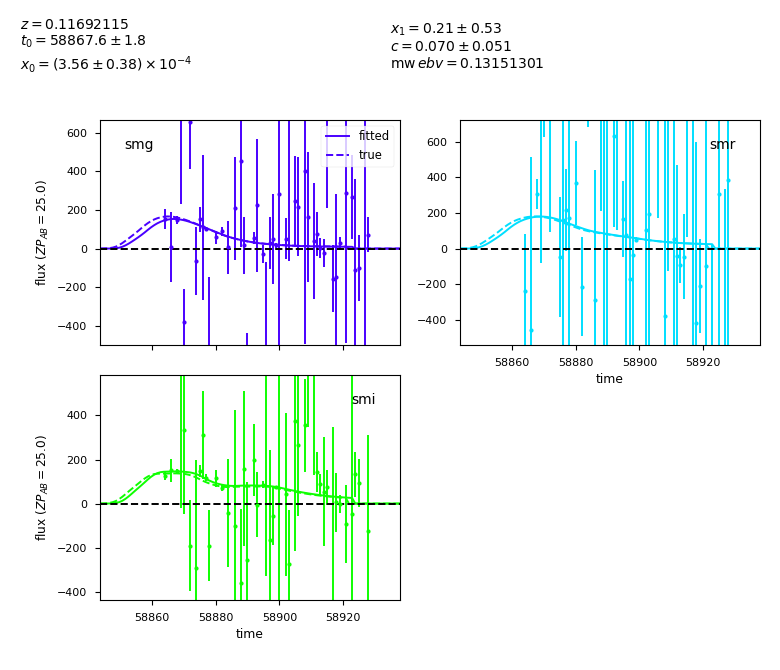 z = 0.11692115
t₀ = 58867.6 ± 1.8
x₀ = (3.56 ± 0.38) × 10⁻⁴
x₁ = 0.21 ± 0.53
c = 0.070 ± 0.051
mw ebv = 0.13151301
smg
fitted
true
600
400
200
0
−200
−400
flux (ZP_AB = 25.0)
smr
600
400
200
0
−200
−400
58860 58880 58900 58920
time
smi
400
200
0
−200
−400
flux (ZP_AB = 25.0)
58860 58880 58900 58920
time